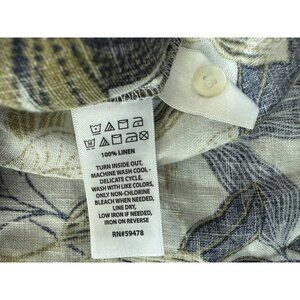 100% LINEN
TURN INSIDE OUT,
MACHINE WASH COOL -
DELICATE CYCLE,
WASH WITH LIKE COLORS,
ONLY NON-CHLORINE
BLEACH WHEN NEEDED,
LINE DRY,
LOW IRON IF NEEDED,
IRON ON REVERSE
RN#59478